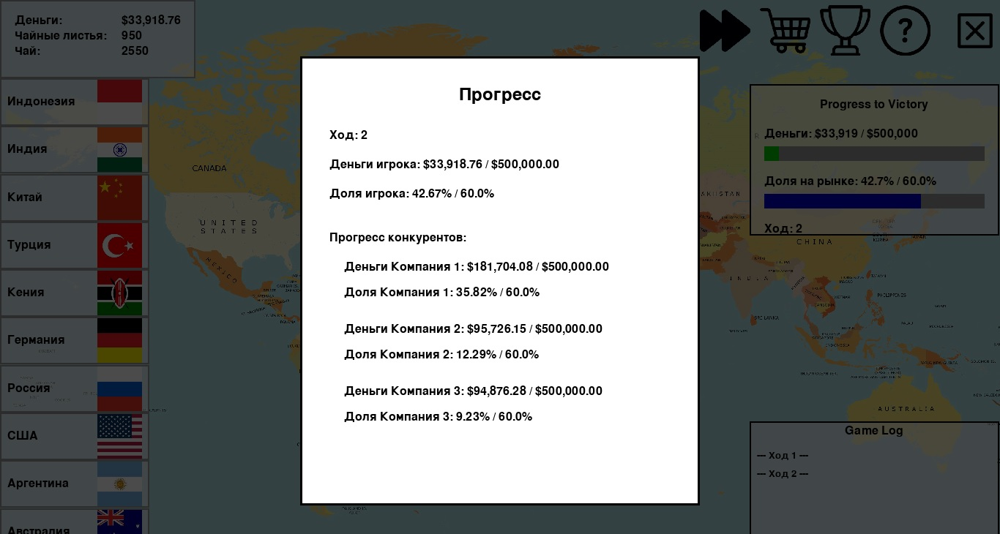 Деньги: $33,918.76
Чайные листья: 950
Чай: 2550
Индонезия
Индия
Китай
Турция
Кения
Германия
Россия
США
Аргентина
Австралия
CANADA
UNITED STATES
MEXICO
Прогресс
Ход: 2
Деньги игрока: $33,918.76 / $500,000.00
Доля игрока: 42.67% / 60.0%
Прогресс конкурентов:
Деньги Компания 1: $181,704.08 / $500,000.00
Доля Компания 1: 35.82% / 60.0%
Деньги Компания 2: $95,726.15 / $500,000.00
Доля Компания 2: 12.29% / 60.0%
Деньги Компания 3: $94,876.28 / $500,000.00
Доля Компания 3: 9.23% / 60.0%
?
Progress to Victory
Деньги: $33,919 / $500,000
Доля на рынке: 42.7% / 60.0%
Ход: 2
CHINA
INDIA
TAIWAN
PHILIPPINES
SRI LANKA
PALAU
INDONESIA
AUSTRALIA
Game Log
--- Ход 1 ---
--- Ход 2 ---